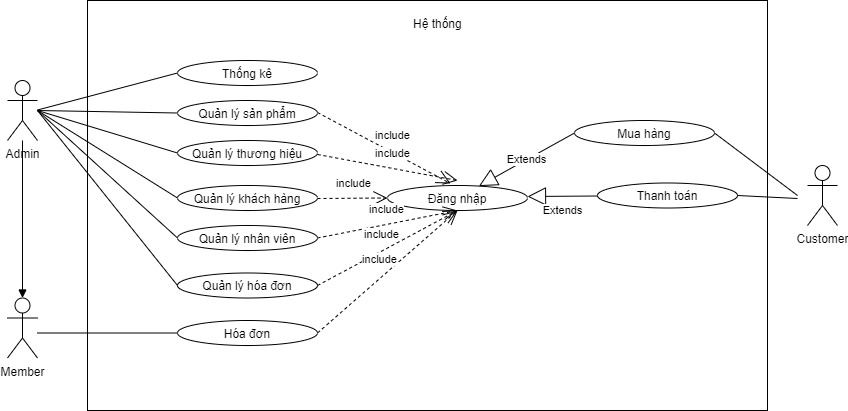 Hệ thống
Thống kê
Quản lý sản phẩm
include
Mua hàng
Admin
Quản lý thương hiệu
include
Extends
Quản lý khách hàng
include
Đăng nhập
Thanh toán
include
Extends
Quản lý nhân viên
include
Customer
include
Quản lý hóa đơn
Hóa đơn
Member